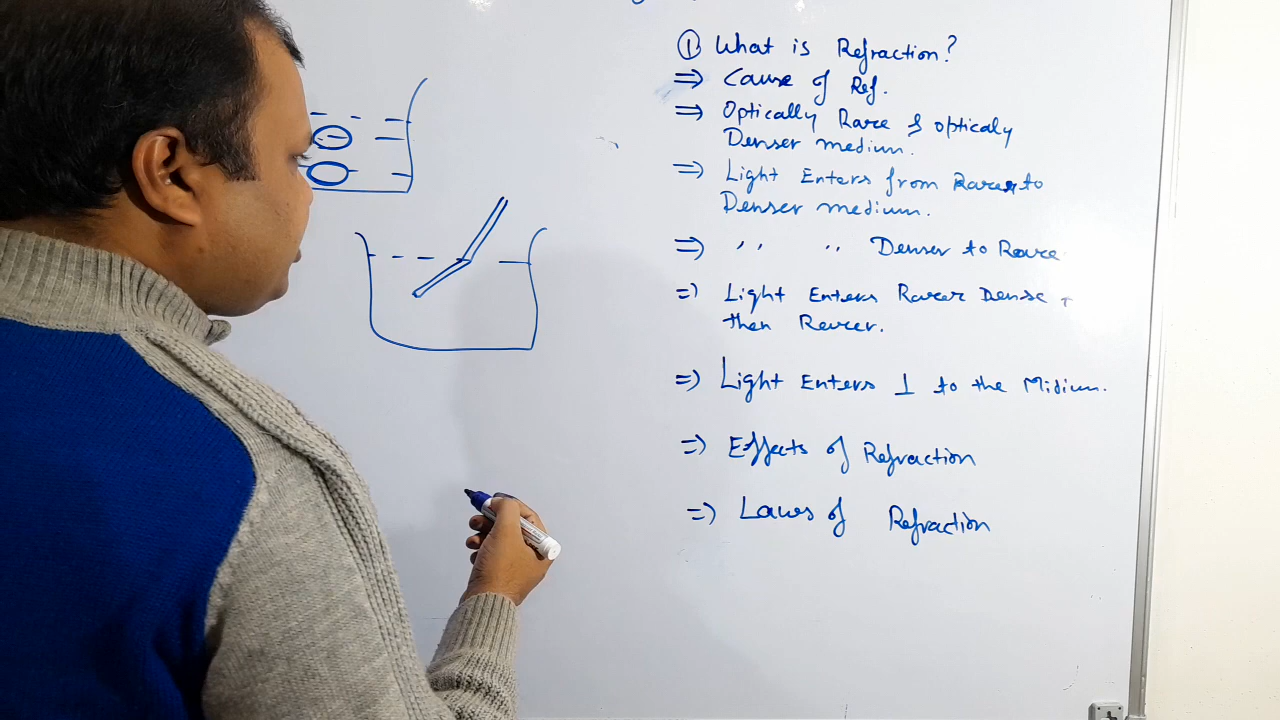 ① What is Refraction?
⇒ Cause of Ref.
⇒ Optically Rare & optically
Denser medium.
⇒ Light Enters from Rarer to
Denser medium.
⇒ ,, ,, Denser to Rare.
⇒ Light Enters Rarer Dense +
then Rarer.
⇒ Light Enters ⊥ to the Midium.
⇒ Effects of Refraction
⇒ Laws of Refraction